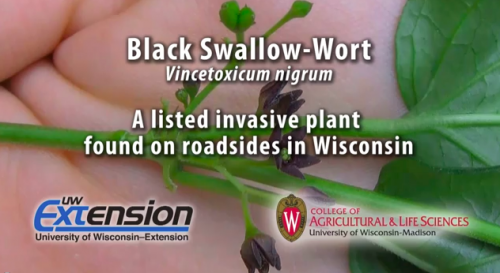 Black Swallow-Wort
Vincetoxicum nigrum
A listed invasive plant
found on roadsides in Wisconsin
UW
Extension
University of Wisconsin–Extension
W
COLLEGE OF
AGRICULTURAL & LIFE SCIENCES
University of Wisconsin-Madison